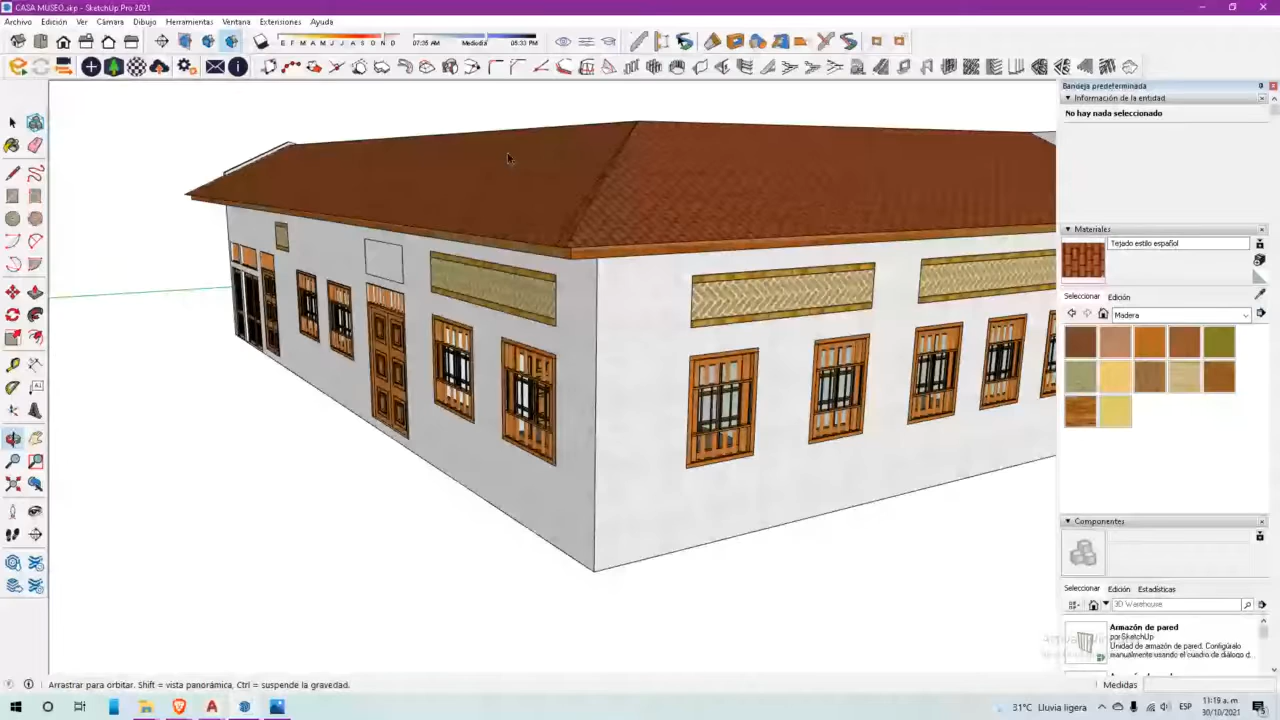 CASA MUSEO.skp - SketchUp Pro 2021
Archivo Edición Ver Cámara Dibujo Herramientas Ventana Extensiones Ayuda
E F M A M J J A S O N D
07:35 AM Mediodía 05:33 PM
Bandeja predeterminada
Información de la entidad
No hay nada seleccionado
Materiales
Tejado estilo español
Seleccionar Edición
Madera
Componentes
Seleccionar Edición Estadísticas
3D Warehouse
Armazón de pared
por SketchUp
Unidad de armazón de pared. Configúralo
manualmente usando el cuadro de diálogo d...
Arrastrar para orbitar. Shift = vista panorámica, Ctrl = suspende la gravedad.
Medidas
31°C Lluvia ligera
ESP
11:19 a. m.
30/10/2021